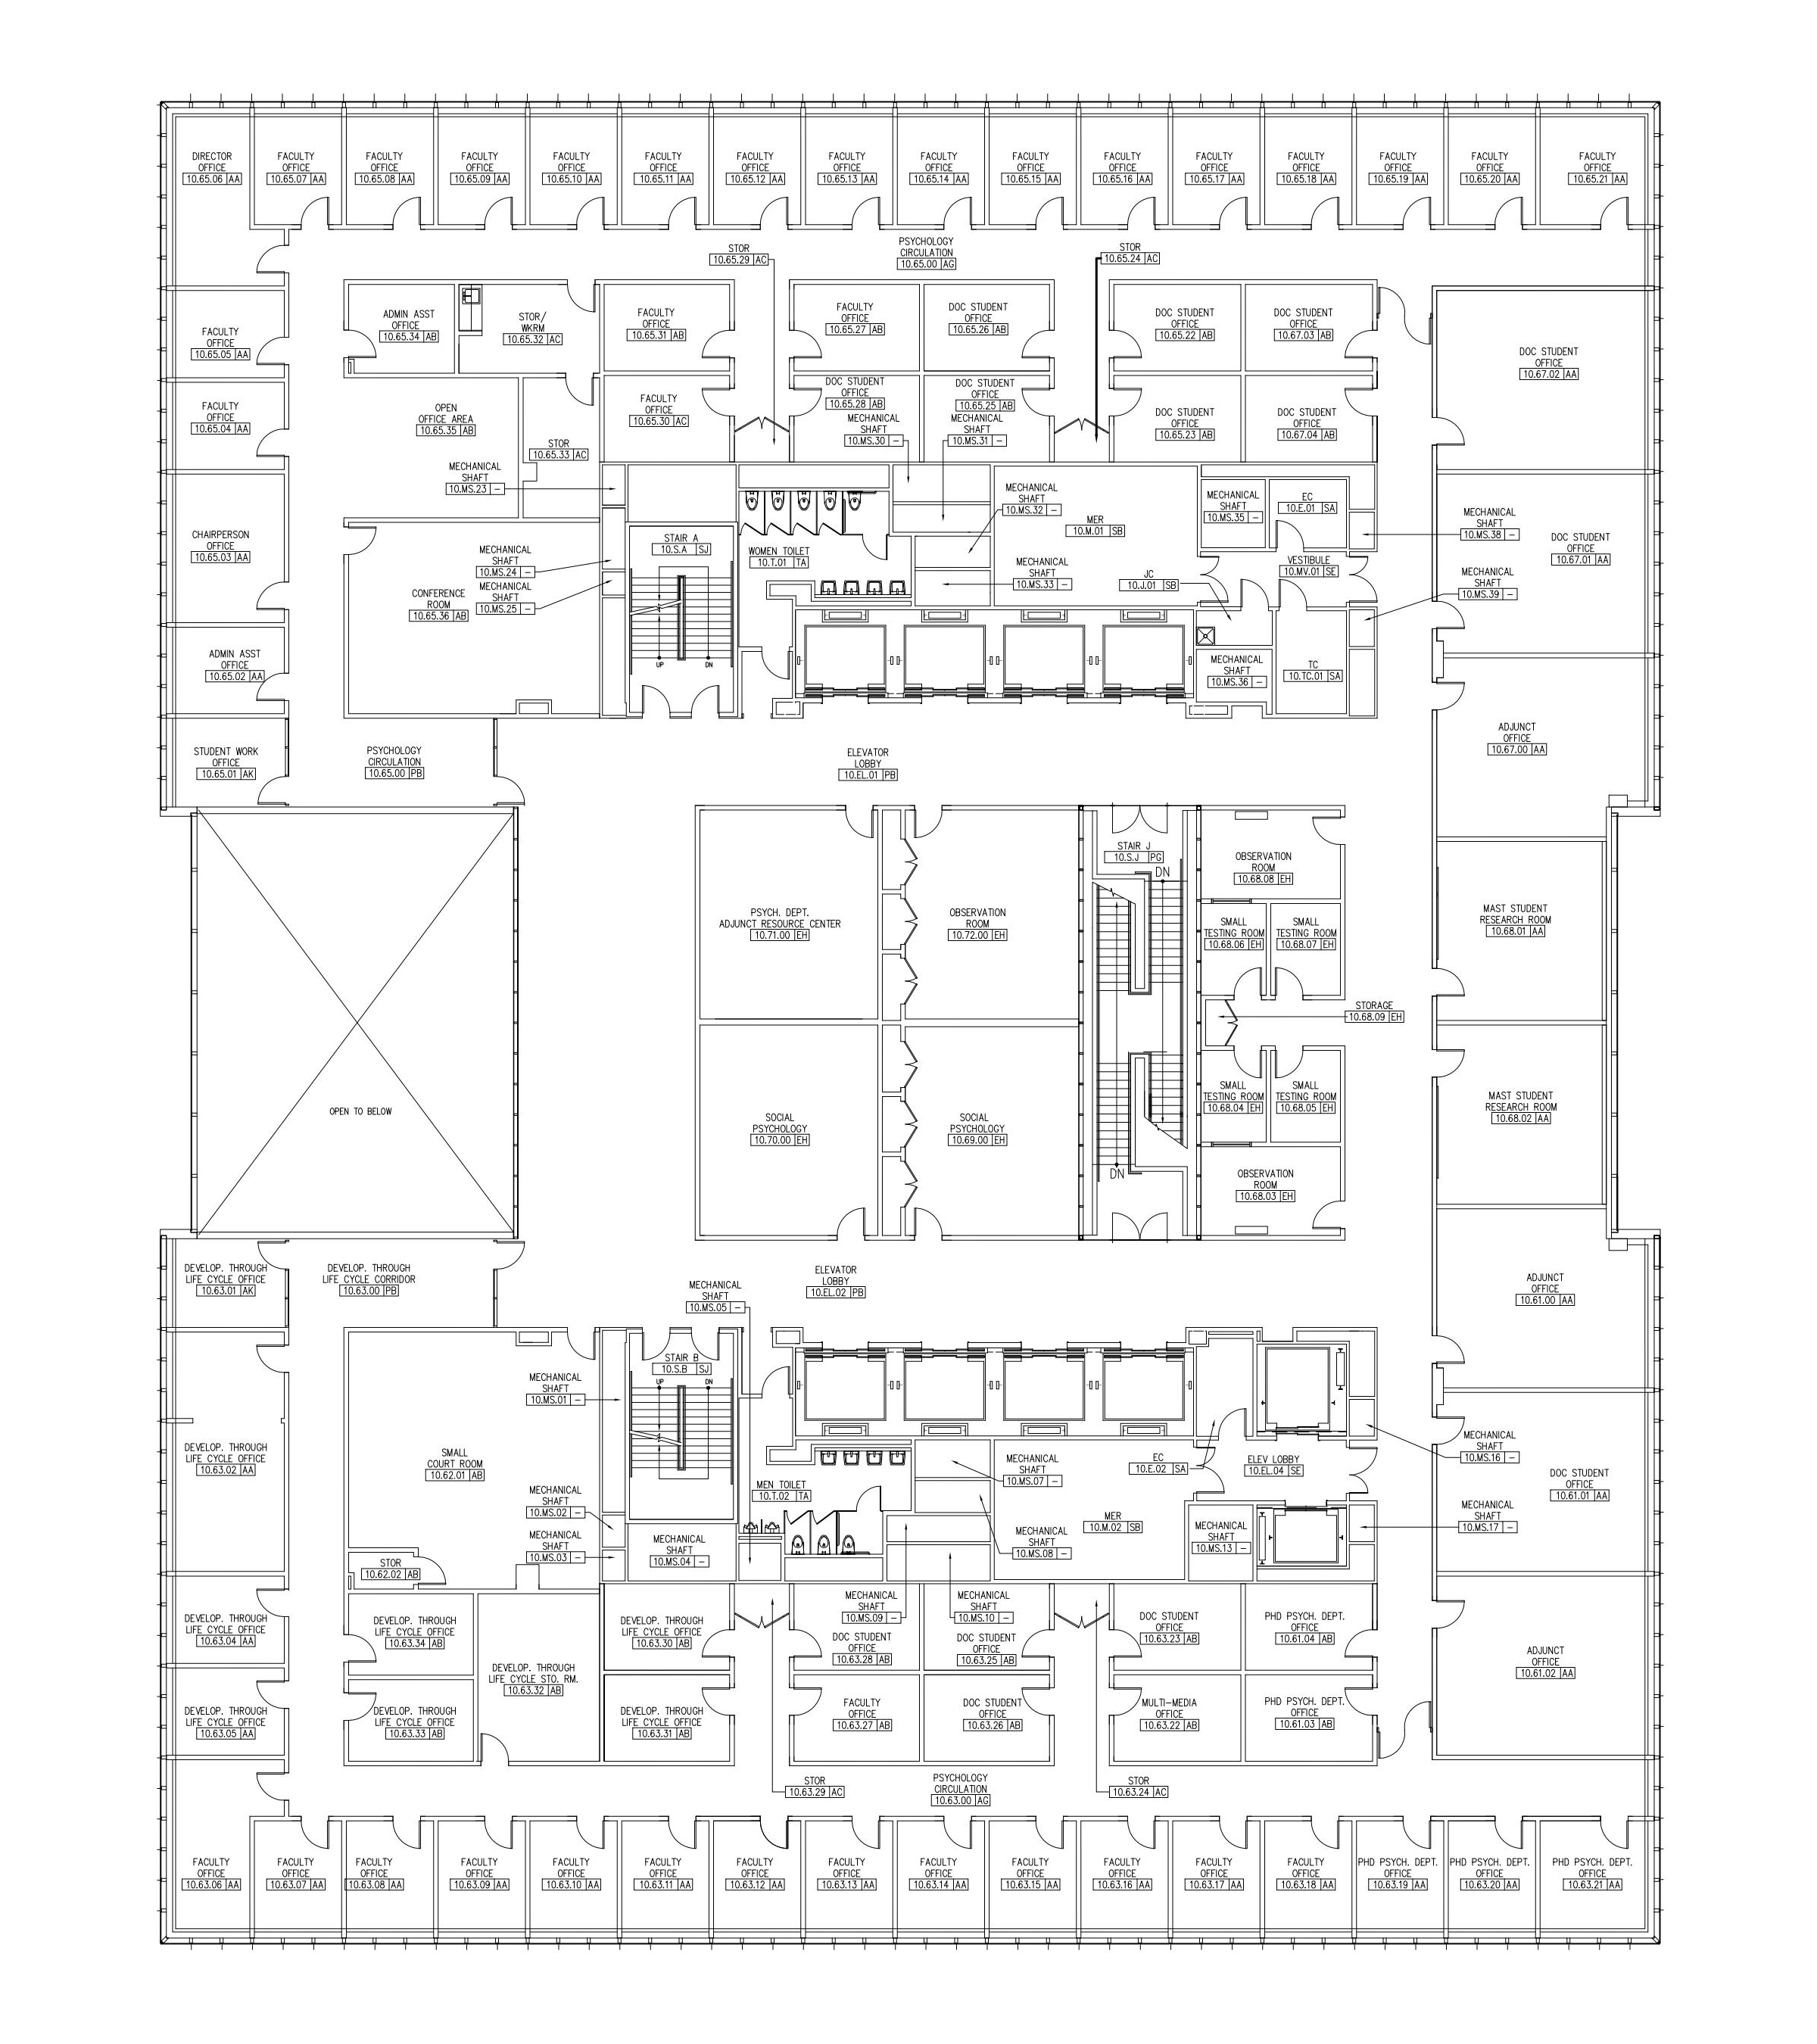 DIRECTOR
OFFICE
10.65.06 AA
FACULTY
OFFICE
10.65.07 AA
FACULTY
OFFICE
10.65.08 AA
FACULTY
OFFICE
10.65.09 AA
FACULTY
OFFICE
10.65.10 AA
FACULTY
OFFICE
10.65.11 AA
FACULTY
OFFICE
10.65.12 AA
FACULTY
OFFICE
10.65.13 AA
FACULTY
OFFICE
10.65.14 AA
FACULTY
OFFICE
10.65.15 AA
FACULTY
OFFICE
10.65.16 AA
FACULTY
OFFICE
10.65.17 AA
FACULTY
OFFICE
10.65.18 AA
FACULTY
OFFICE
10.65.19 AA
FACULTY
OFFICE
10.65.20 AA
FACULTY
OFFICE
10.65.21 AA
STOR
10.65.29 AC
PSYCHOLOGY
CIRCULATION
10.65.00 AG
STOR
10.65.24 AC
FACULTY
OFFICE
10.65.05 AA
ADMIN ASST
OFFICE
10.65.34 AB
STOR/
WKRM
10.65.32 AC
FACULTY
OFFICE
10.65.31 AB
FACULTY
OFFICE
10.65.27 AB
DOC STUDENT
OFFICE
10.65.26 AB
DOC STUDENT
OFFICE
10.65.22 AB
DOC STUDENT
OFFICE
10.67.03 AB
DOC STUDENT
OFFICE
10.67.02 AA
FACULTY
OFFICE
10.65.04 AA
OPEN
OFFICE AREA
10.65.35 AB
STOR
10.65.33 AC
FACULTY
OFFICE
10.65.30 AC
DOC STUDENT
OFFICE
10.65.28 AB
DOC STUDENT
OFFICE
10.65.25 AB
DOC STUDENT
OFFICE
10.65.23 AB
DOC STUDENT
OFFICE
10.67.04 AB
MECHANICAL
SHAFT
10.MS.30 –
MECHANICAL
SHAFT
10.MS.31 –
MECHANICAL
SHAFT
10.MS.23 –
CHAIRPERSON
OFFICE
10.65.03 AA
MECHANICAL
SHAFT
10.MS.24 –
MECHANICAL
SHAFT
10.MS.25 –
CONFERENCE
ROOM
10.65.36 AB
STAIR A
10.S.A SJ
UP
DN
WOMEN TOILET
10.T.01 TA
MECHANICAL
SHAFT
10.MS.32 –
MECHANICAL
SHAFT
10.MS.33 –
MER
10.M.01 SB
MECHANICAL
SHAFT
10.MS.35 –
EC
10.E.01 SA
JC
10.J.01 SB
VESTIBULE
10.MV.01 SE
MECHANICAL
SHAFT
10.MS.38 –
MECHANICAL
SHAFT
10.MS.39 –
DOC STUDENT
OFFICE
10.67.01 AA
ADMIN ASST
OFFICE
10.65.02 AA
MECHANICAL
SHAFT
10.MS.36 –
TC
10.TC.01 SA
STUDENT WORK
OFFICE
10.65.01 AK
PSYCHOLOGY
CIRCULATION
10.65.00 PB
ELEVATOR
LOBBY
10.EL.01 PB
ADJUNCT
OFFICE
10.67.00 AA
PSYCH. DEPT.
ADJUNCT RESOURCE CENTER
10.71.00 EH
OBSERVATION
ROOM
10.72.00 EH
STAIR J
10.S.J PG
DN
OBSERVATION
ROOM
10.68.08 EH
SMALL
TESTING ROOM
10.68.06 EH
SMALL
TESTING ROOM
10.68.07 EH
MAST STUDENT
RESEARCH ROOM
10.68.01 AA
STORAGE
10.68.09 EH
OPEN TO BELOW
SOCIAL
PSYCHOLOGY
10.70.00 EH
SOCIAL
PSYCHOLOGY
10.69.00 EH
DN
SMALL
TESTING ROOM
10.68.04 EH
SMALL
TESTING ROOM
10.68.05 EH
OBSERVATION
ROOM
10.68.03 EH
MAST STUDENT
RESEARCH ROOM
10.68.02 AA
DEVELOP. THROUGH
LIFE CYCLE OFFICE
10.63.01 AK
DEVELOP. THROUGH
LIFE CYCLE CORRIDOR
10.63.00 PB
MECHANICAL
SHAFT
10.MS.05 –
ELEVATOR
LOBBY
10.EL.02 PB
ADJUNCT
OFFICE
10.61.00 AA
DEVELOP. THROUGH
LIFE CYCLE OFFICE
10.63.02 AA
SMALL
COURT ROOM
10.62.01 AB
MECHANICAL
SHAFT
10.MS.01 –
STAIR B
10.S.B SJ
UP
DN
MECHANICAL
SHAFT
10.MS.02 –
MECHANICAL
SHAFT
10.MS.03 –
STOR
10.62.02 AB
MECHANICAL
SHAFT
10.MS.04 –
MEN TOILET
10.T.02 TA
MECHANICAL
SHAFT
10.MS.07 –
MECHANICAL
SHAFT
10.MS.08 –
EC
10.E.02 SA
MER
10.M.02 SB
ELEV LOBBY
10.EL.04 SE
MECHANICAL
SHAFT
10.MS.13 –
MECHANICAL
SHAFT
10.MS.16 –
MECHANICAL
SHAFT
10.MS.17 –
DOC STUDENT
OFFICE
10.61.01 AA
DEVELOP. THROUGH
LIFE CYCLE OFFICE
10.63.04 AA
DEVELOP. THROUGH
LIFE CYCLE OFFICE
10.63.34 AB
DEVELOP. THROUGH
LIFE CYCLE STO. RM.
10.63.32 AB
DEVELOP. THROUGH
LIFE CYCLE OFFICE
10.63.30 AB
MECHANICAL
SHAFT
10.MS.09 –
MECHANICAL
SHAFT
10.MS.10 –
DOC STUDENT
OFFICE
10.63.28 AB
DOC STUDENT
OFFICE
10.63.25 AB
DOC STUDENT
OFFICE
10.63.23 AB
PHD PSYCH. DEPT.
OFFICE
10.61.04 AB
ADJUNCT
OFFICE
10.61.02 AA
DEVELOP. THROUGH
LIFE CYCLE OFFICE
10.63.05 AA
DEVELOP. THROUGH
LIFE CYCLE OFFICE
10.63.33 AB
DEVELOP. THROUGH
LIFE CYCLE OFFICE
10.63.31 AB
FACULTY
OFFICE
10.63.27 AB
DOC STUDENT
OFFICE
10.63.26 AB
MULTI-MEDIA
OFFICE
10.63.22 AB
PHD PSYCH. DEPT.
OFFICE
10.61.03 AB
STOR
10.63.29 AC
PSYCHOLOGY
CIRCULATION
10.63.00 AG
STOR
10.63.24 AC
FACULTY
OFFICE
10.63.06 AA
FACULTY
OFFICE
10.63.07 AA
FACULTY
OFFICE
10.63.08 AA
FACULTY
OFFICE
10.63.09 AA
FACULTY
OFFICE
10.63.10 AA
FACULTY
OFFICE
10.63.11 AA
FACULTY
OFFICE
10.63.12 AA
FACULTY
OFFICE
10.63.13 AA
FACULTY
OFFICE
10.63.14 AA
FACULTY
OFFICE
10.63.15 AA
FACULTY
OFFICE
10.63.16 AA
FACULTY
OFFICE
10.63.17 AA
FACULTY
OFFICE
10.63.18 AA
PHD PSYCH. DEPT.
OFFICE
10.63.19 AA
PHD PSYCH. DEPT.
OFFICE
10.63.20 AA
PHD PSYCH. DEPT.
OFFICE
10.63.21 AA